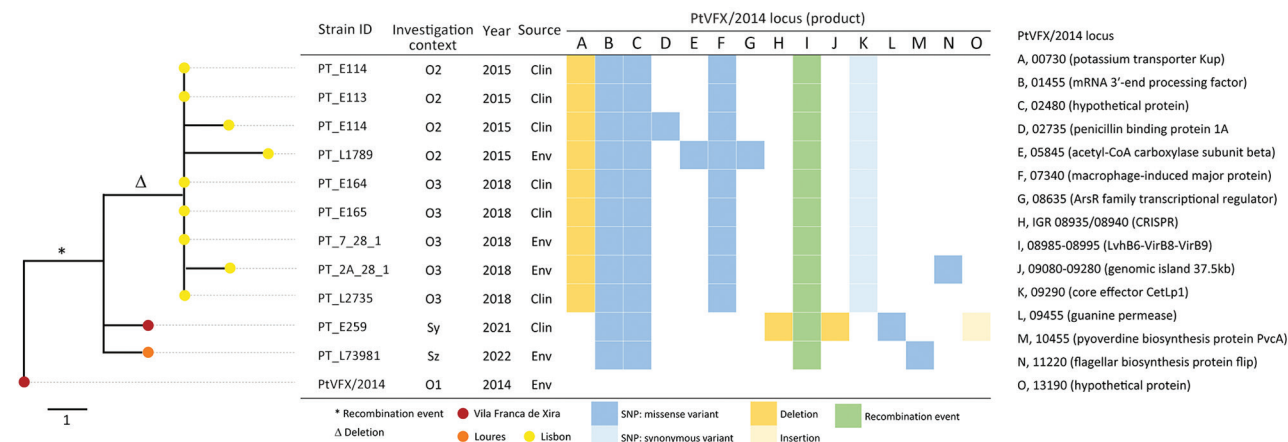 PtVFX/2014 locus (product)
Strain ID Investigation context Year Source A B C D E F G H I J K L M N O
PT_E114 O2 2015 Clin
PT_E113 O2 2015 Clin
PT_E114 O2 2015 Clin
PT_L1789 O2 2015 Env
Δ PT_E164 O3 2018 Clin
PT_E165 O3 2018 Clin
* PT_7_28_1 O3 2018 Env
PT_2A_28_1 O3 2018 Env
PT_L2735 O3 2018 Clin
PT_E259 Sy 2021 Clin
PT_L73981 Sz 2022 Env
PtVFX/2014 O1 2014 Env
1
* Recombination event Vila Franca de Xira SNP: missense variant Deletion Recombination event
Δ Deletion Loures Lisbon SNP: synonymous variant Insertion
PtVFX/2014 locus
A, 00730 (potassium transporter Kup)
B, 01455 (mRNA 3’-end processing factor)
C, 02480 (hypothetical protein)
D, 02735 (penicillin binding protein 1A
E, 05845 (acetyl-CoA carboxylase subunit beta)
F, 07340 (macrophage-induced major protein)
G, 08635 (ArsR family transcriptional regulator)
H, IGR 08935/08940 (CRISPR)
I, 08985-08995 (LvhB6-VirB8-VirB9)
J, 09080-09280 (genomic island 37.5kb)
K, 09290 (core effector CetLp1)
L, 09455 (guanine permease)
M, 10455 (pyoverdine biosynthesis protein PvcA)
N, 11220 (flagellar biosynthesis protein flip)
O, 13190 (hypothetical protein)